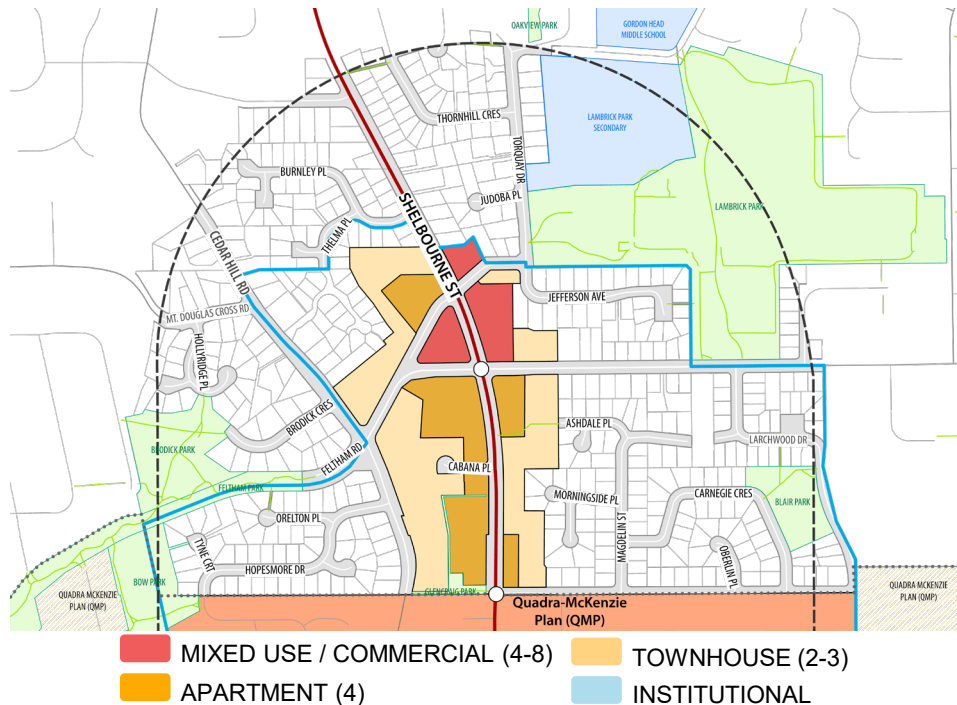 OAKVIEW PARK
GORDON HEAD
MIDDLE SCHOOL
THORNHILL CRES
LAMBRICK PARK
SECONDARY
TORQUAY DR
BURNLEY PL
JUDOBA PL
SHELBOURNE ST
LAMBRICK PARK
THELMA PL
CEDAR HILL RD
JEFFERSON AVE
MT. DOUGLAS CROSS RD
HOLLYRIDGE PL
BRODICK CRES
ASHDALE PL
LARCHWOOD DR
BRODICK PARK
FELTHAM RD
CABANA PL
FELTHAM PARK
MORNINGSIDE PL
CARNEGIE CRES
BLAIR PARK
ORELTON PL
MAGDELIN ST
TYNE CRT
OBERLIN PL
HOPESMORE DR
BOW PARK
QUADRA MCKENZIE
PLAN (QMP)
GLENCRAIG PARK
QUADRA MCKENZIE
PLAN (QMP)
Quadra-McKenzie
Plan (QMP)
MIXED USE / COMMERCIAL (4-8)
TOWNHOUSE (2-3)
APARTMENT (4)
INSTITUTIONAL